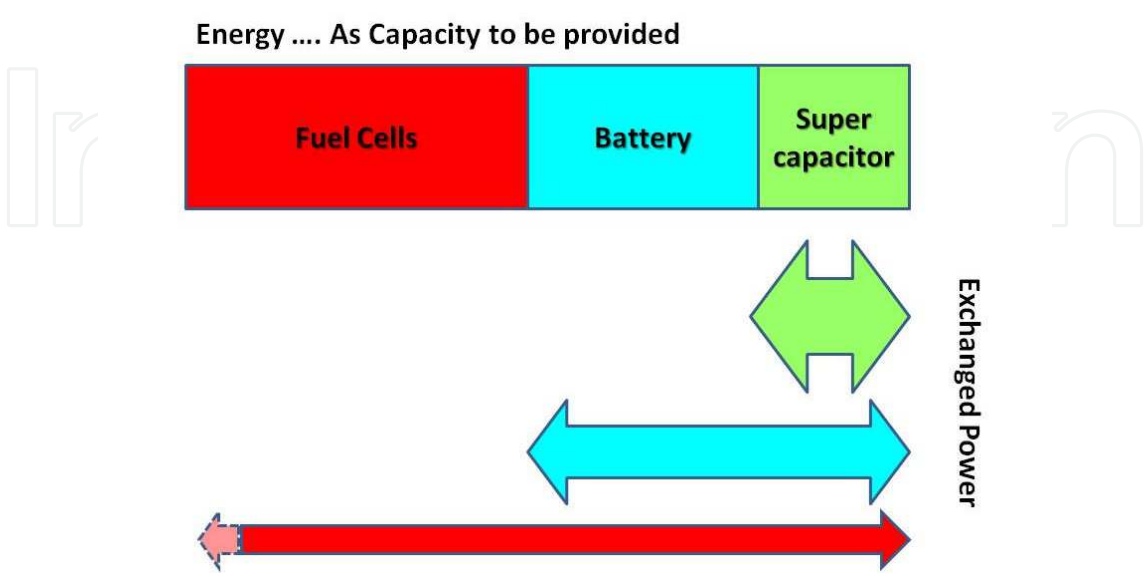 Energy .... As Capacity to be provided
Fuel Cells
Battery
Super
capacitor
Exchanged Power